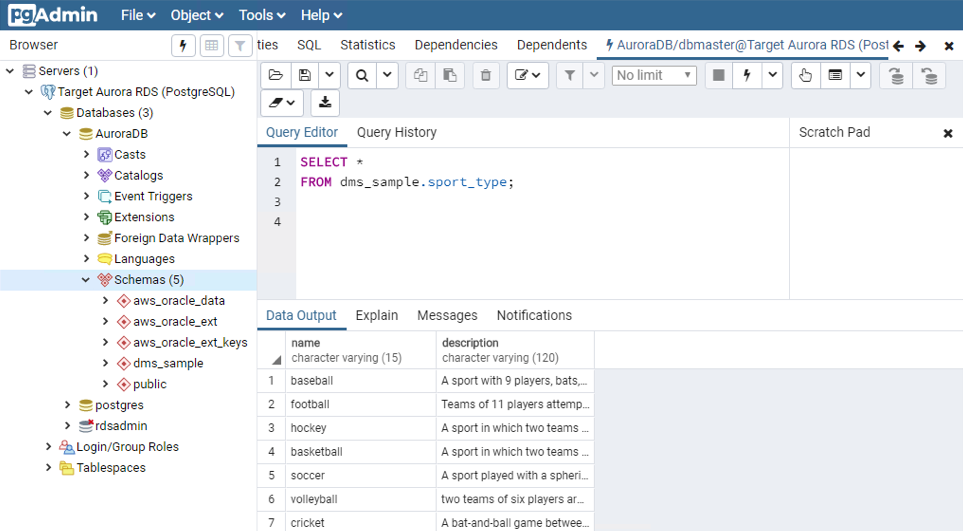 pgAdmin File Object Tools Help
Browser
ties SQL Statistics Dependencies Dependents AuroraDB/dbmaster@Target Aurora RDS (Post
Servers (1)
Target Aurora RDS (PostgreSQL)
Databases (3)
AuroraDB
Casts
Catalogs
Event Triggers
Extensions
Foreign Data Wrappers
Languages
Schemas (5)
aws_oracle_data
aws_oracle_ext
aws_oracle_ext_keys
dms_sample
public
postgres
rdsadmin
Login/Group Roles
Tablespaces
No limit
Query Editor Query History
Scratch Pad
1 SELECT *
2 FROM dms_sample.sport_type;
3
4
Data Output Explain Messages Notifications
name description
character varying (15) character varying (120)
1 baseball A sport with 9 players, bats,...
2 football Teams of 11 players attemp...
3 hockey A sport in which two teams ...
4 basketball A sport in which two teams ...
5 soccer A sport played with a spheri...
6 volleyball two teams of six players ar...
7 cricket A bat-and-ball game betwee...